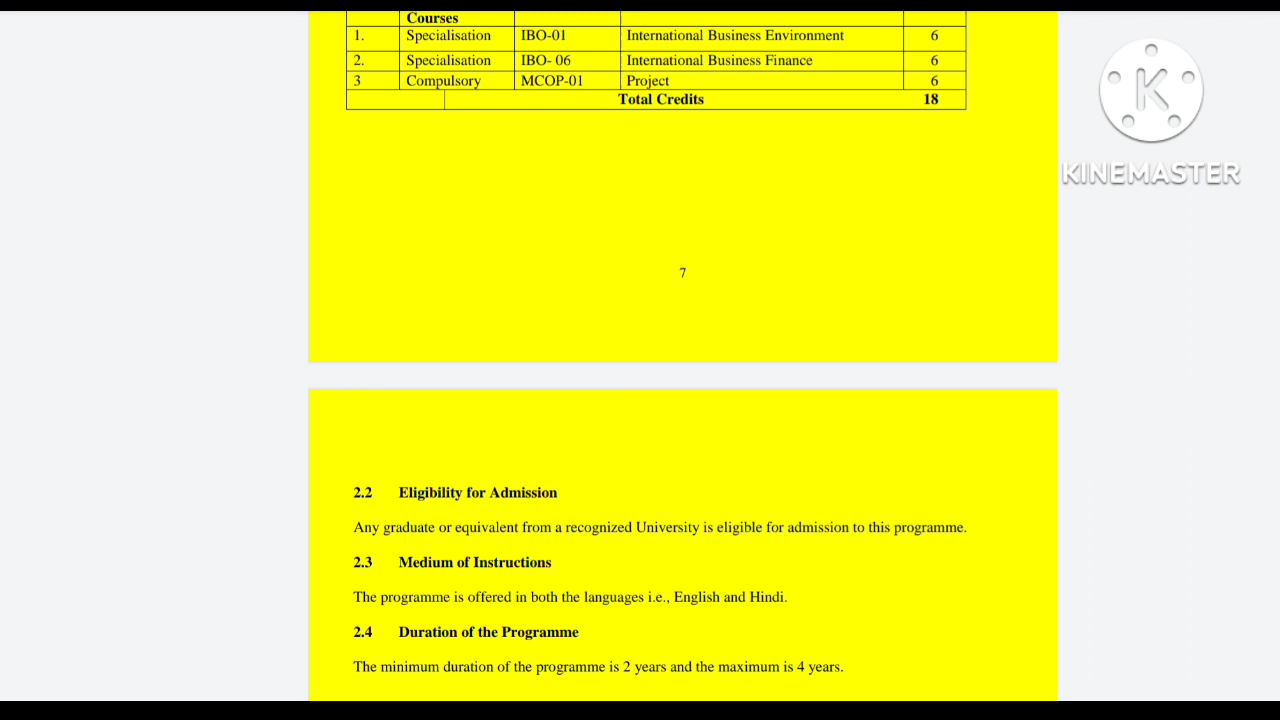 Courses
1. Specialisation IBO-01 International Business Environment 6
2. Specialisation IBO- 06 International Business Finance 6
3 Compulsory MCOP-01 Project 6
Total Credits 18
K
KINEMASTER
7
2.2 Eligibility for Admission
Any graduate or equivalent from a recognized University is eligible for admission to this programme.
2.3 Medium of Instructions
The programme is offered in both the languages i.e., English and Hindi.
2.4 Duration of the Programme
The minimum duration of the programme is 2 years and the maximum is 4 years.